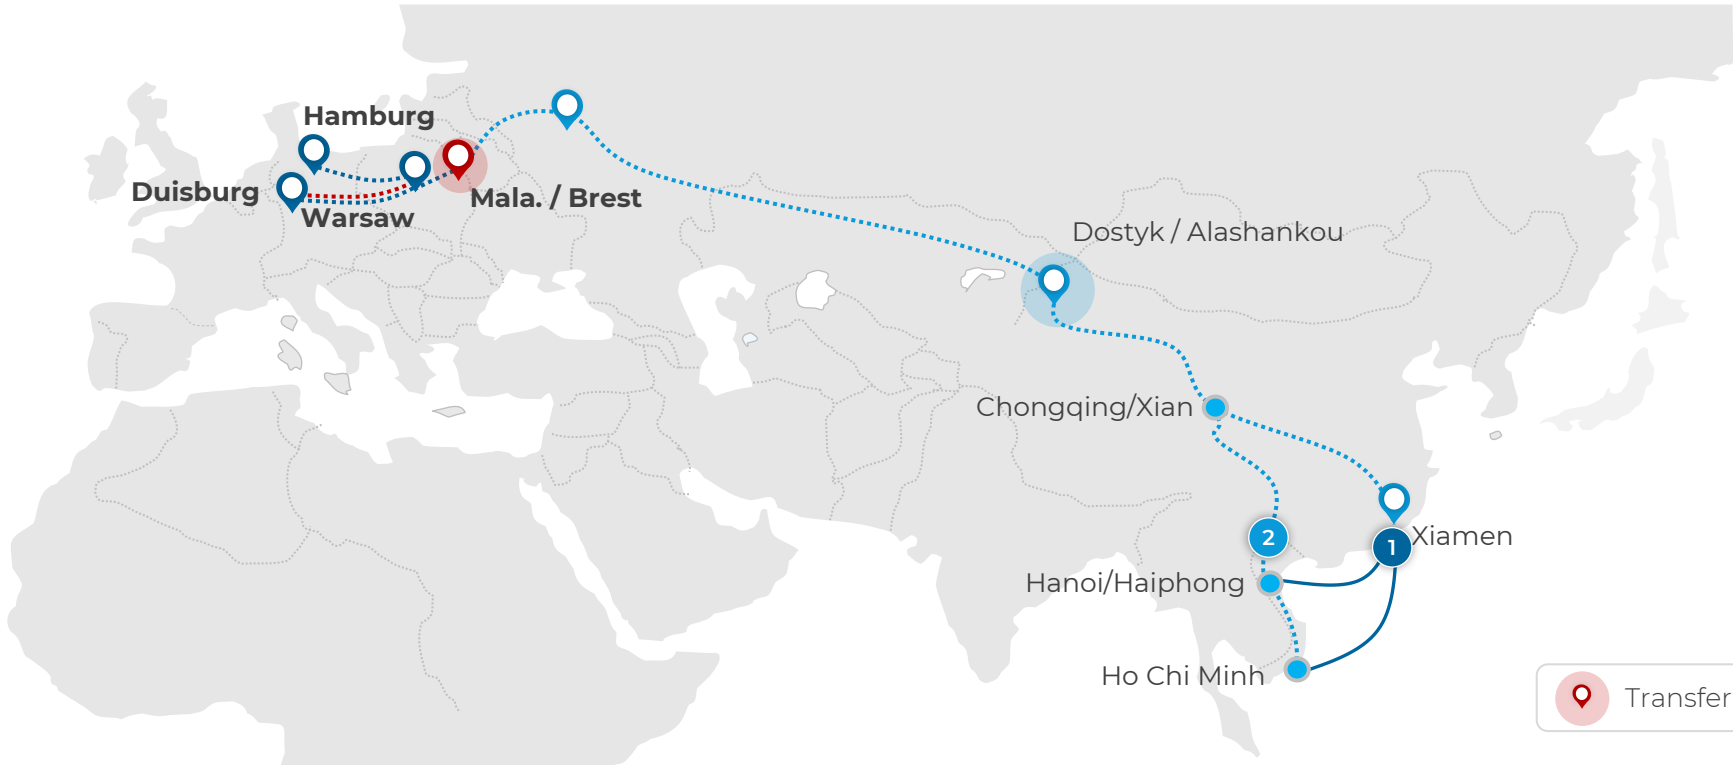 Hamburg
Duisburg
Warsaw
Mala. / Brest
Dostyk / Alashankou
Chongqing/Xian
2
1
Xiamen
Hanoi/Haiphong
Ho Chi Minh
Transfer